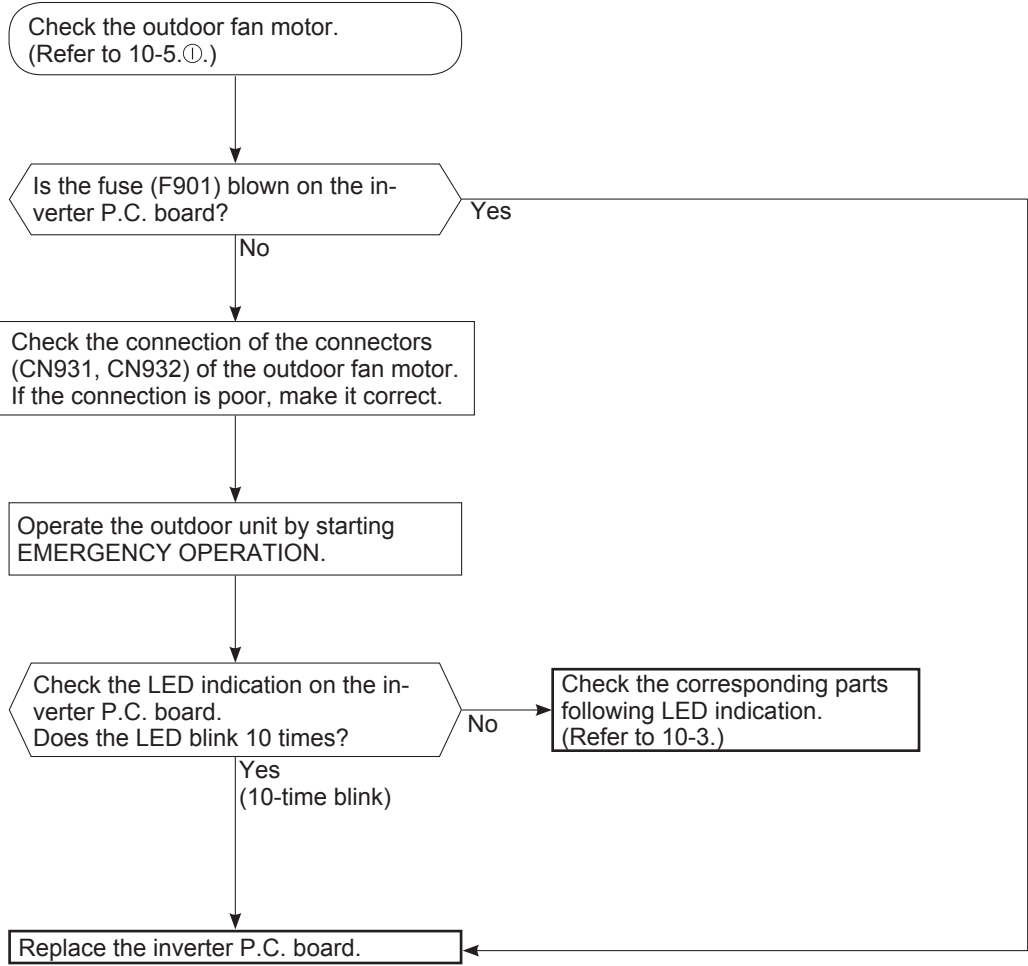 Check the outdoor fan motor.
(Refer to 10-5.Ⓘ.)
Is the fuse (F901) blown on the in-
verter P.C. board?
Yes
No
Check the connection of the connectors
(CN931, CN932) of the outdoor fan motor.
If the connection is poor, make it correct.
Operate the outdoor unit by starting
EMERGENCY OPERATION.
Check the LED indication on the in-
verter P.C. board.
Does the LED blink 10 times?
No
Check the corresponding parts
following LED indication.
(Refer to 10-3.)
Yes
(10-time blink)
Replace the inverter P.C. board.